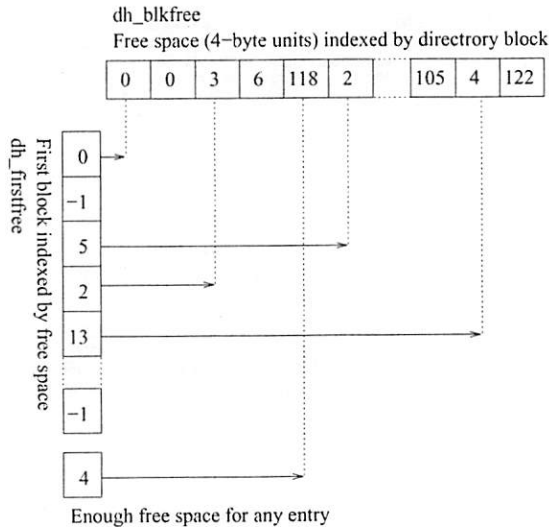 dh_blkfree
Free space (4-byte units) indexed by directrory block
0 0 3 6 118 2 105 4 122
First block indexed by free space
dh_firstfree
0
-1
5
2
13
-1
4
Enough free space for any entry